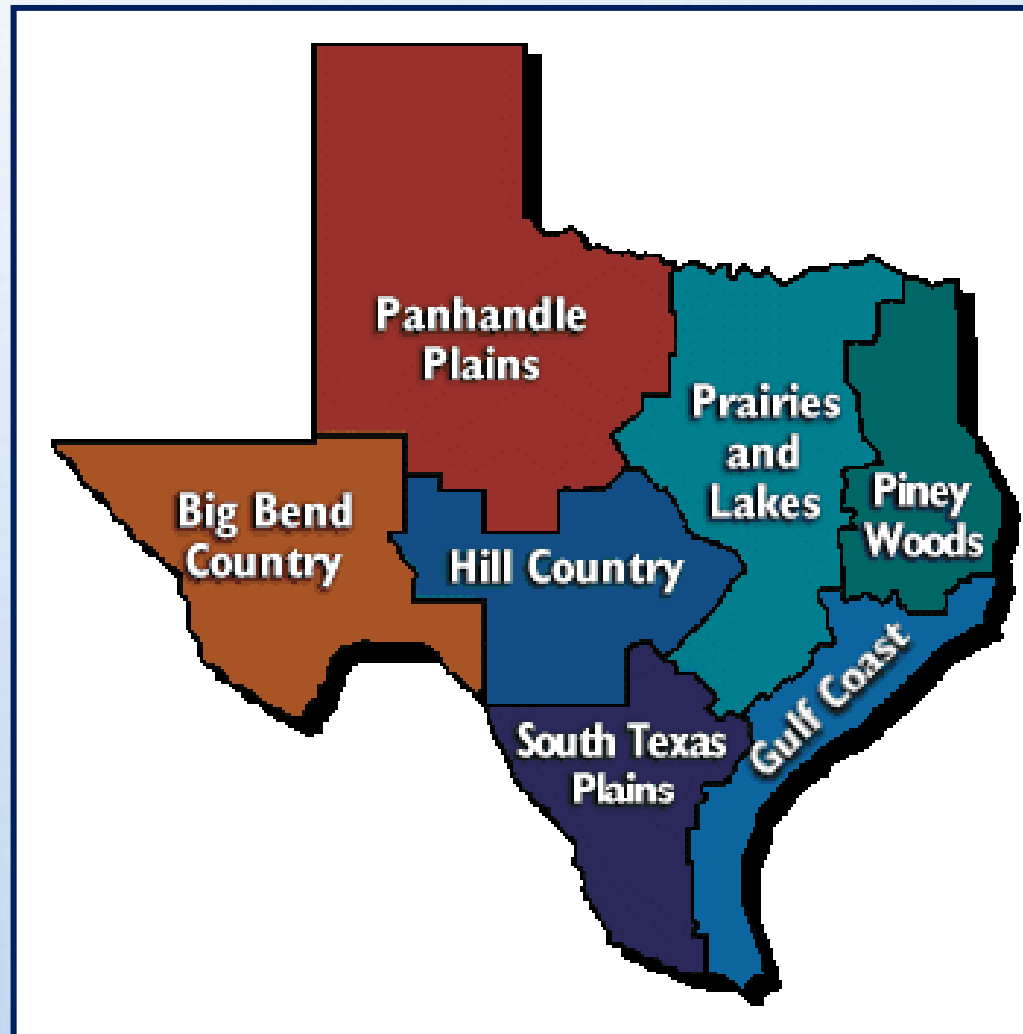 Panhandle
Plains
Prairies
and
Lakes
Piney
Woods
Big Bend
Country
Hill Country
Gulf Coast
South Texas
Plains